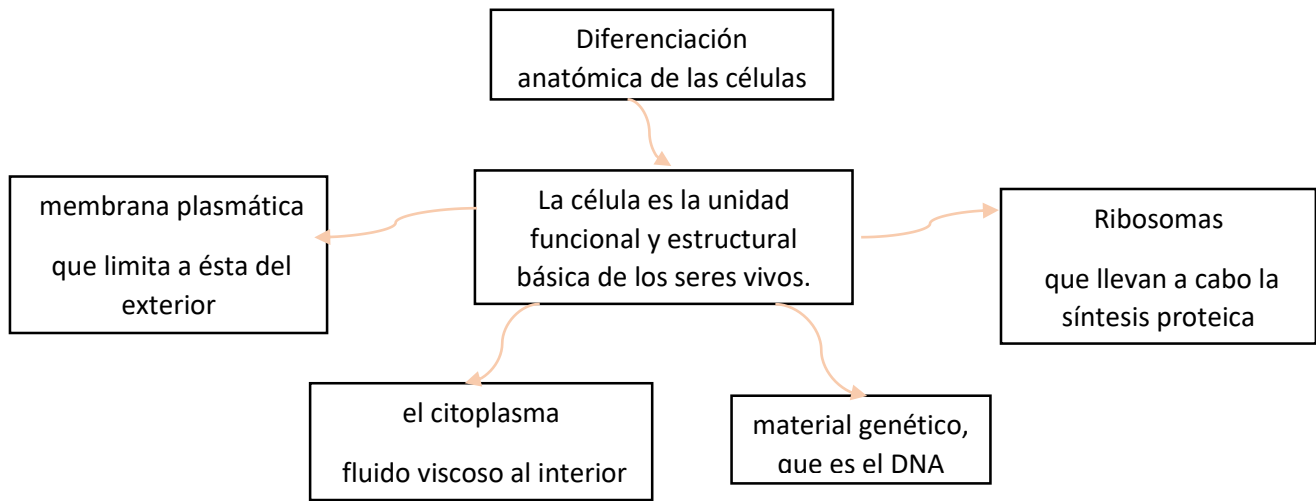 Diferenciación
anatómica de las células
La célula es la unidad
funcional y estructural
básica de los seres vivos.
membrana plasmática
que limita a ésta del
exterior
Ribosomas
que llevan a cabo la
síntesis proteica
el citoplasma
fluido viscoso al interior
material genético,
que es el DNA